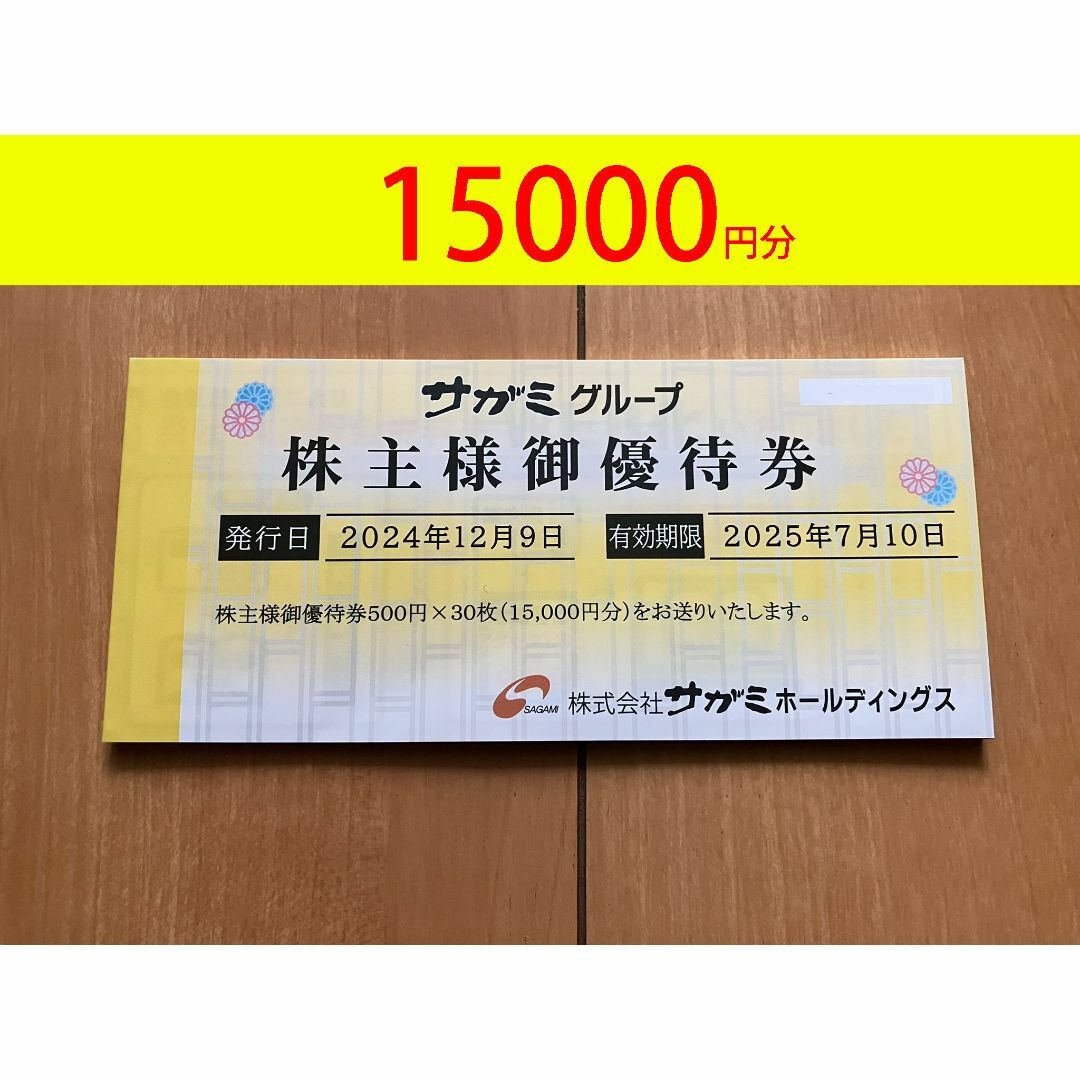 15000円分
サガミグループ
株主様御優待券
発行日 2024年12月9日 有効期限 2025年7月10日
株主様御優待券500円×30枚(15,000円分)をお送りいたします。
SAGAMI 株式会社サガミホールディングス